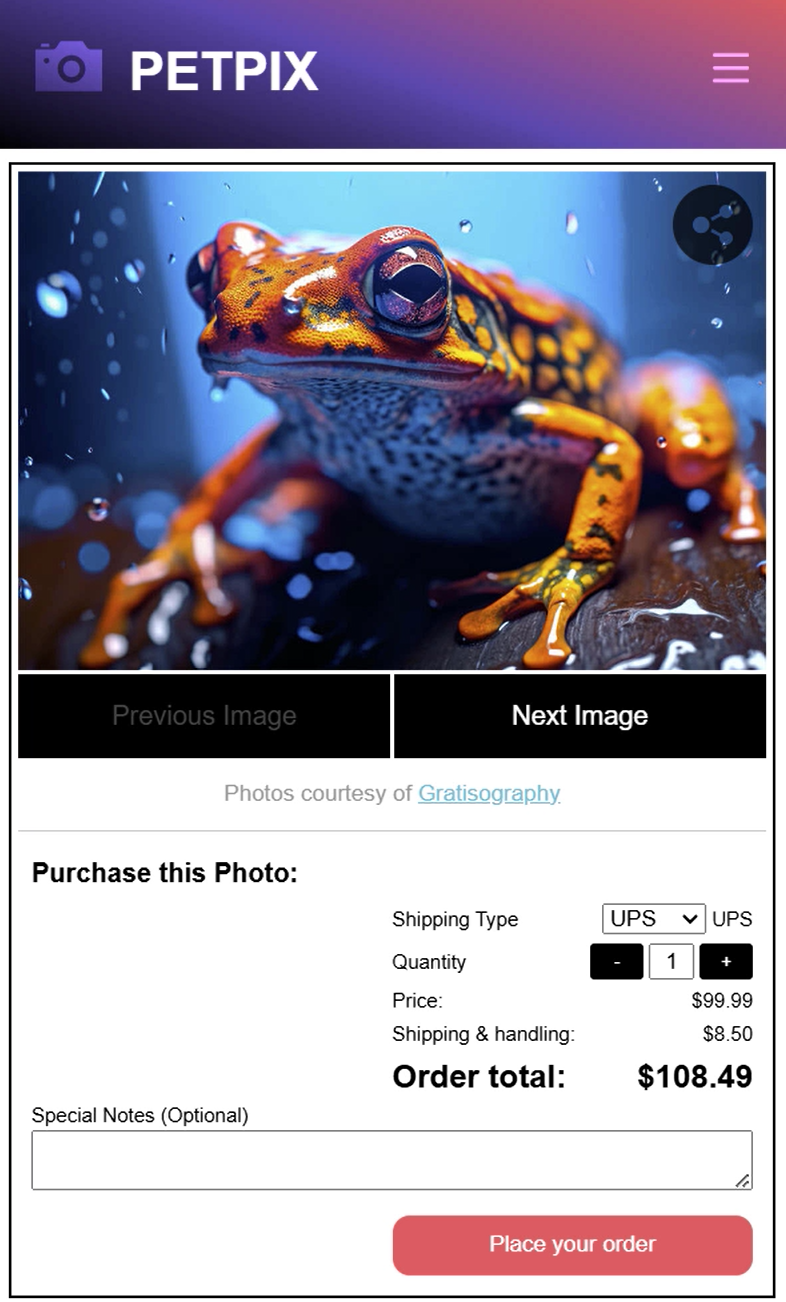 PETPIX
Previous Image
Next Image
Photos courtesy of Gratisography
Purchase this Photo:
Shipping Type UPS UPS
Quantity - 1 +
Price: $99.99
Shipping & handling: $8.50
Order total: $108.49
Special Notes (Optional)
Place your order